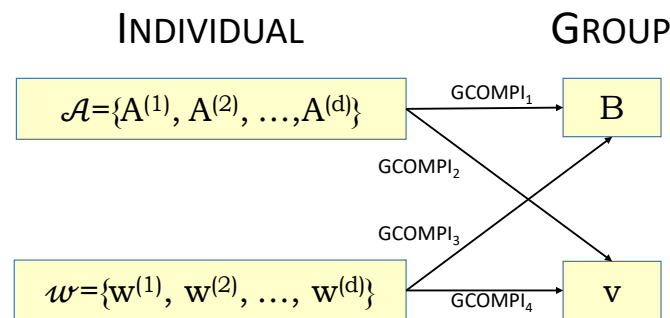 INDIVIDUAL GROUP
𝒜={A⁽¹⁾, A⁽²⁾, …,A⁽ᵈ⁾} GCOMPI₁ B
GCOMPI₂
GCOMPI₃
𝓌={w⁽¹⁾, w⁽²⁾, …, w⁽ᵈ⁾} GCOMPI₄ v